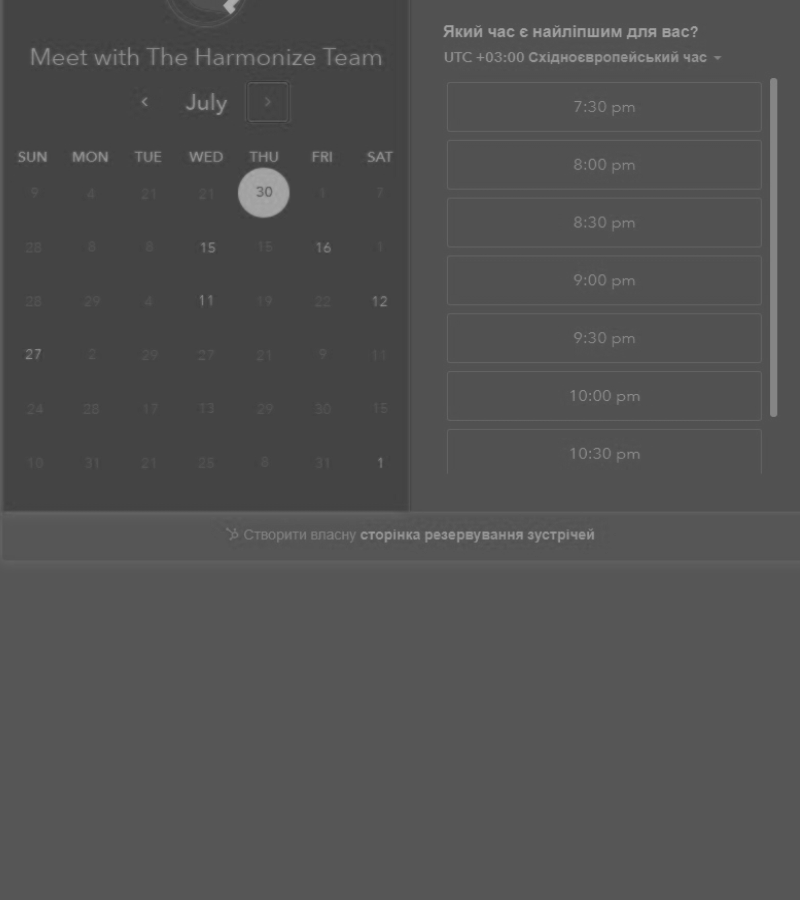 Meet with The Harmonize Team
July
SUN MON TUE WED THU FRI SAT
9 4 21 21 30 1 7
28 8 8 15 15 16 1
28 29 4 11 19 22 12
27 2 29 27 21 9 11
24 28 17 13 29 30 15
10 31 21 25 8 31 1
Який час є найліпшим для вас?
UTC +03:00 Східноєвропейський час
7:30 pm
8:00 pm
8:30 pm
9:00 pm
9:30 pm
10:00 pm
10:30 pm
Створити власну сторінка резервування зустрічей